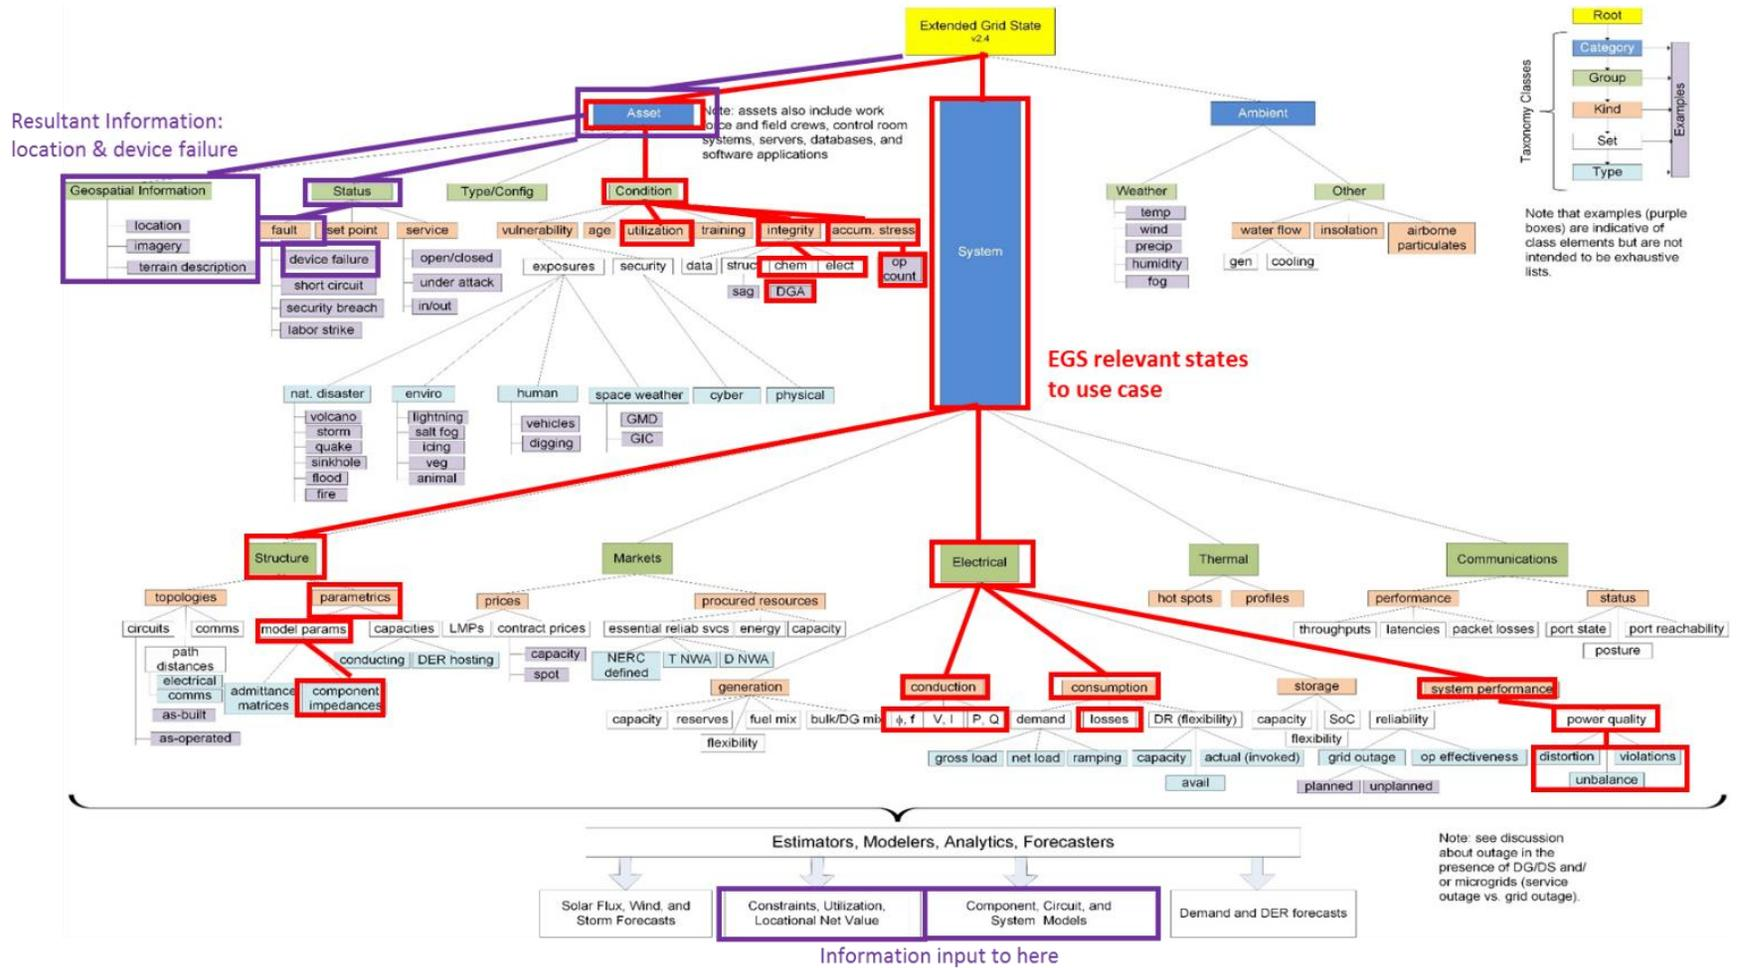 Extended Grid State
v2.4
Root
Category
Group
Kind
Set
Type
Taxonomy Classes
Examples
Note that examples (purple
boxes) are indicative of
class elements but are not
intended to be exhaustive
lists.
Resultant Information:
location & device failure
Asset
Note: assets also include work
force and field crews, control room
systems, servers, databases, and
software applications
System
Ambient
Geospatial Information
location
imagery
terrain description
Status
Type/Config
Condition
Weather
temp
wind
precip
humidity
fog
Other
water flow
insolation
airborne
particulates
gen
cooling
fault
set point
service
device failure
short circuit
security breach
labor strike
open/closed
under attack
in/out
vulnerability
age
utilization
training
integrity
accum. stress
exposures
security
data
struct
chem
elect
op
count
sag
DGA
EGS relevant states
to use case
nat. disaster
enviro
human
space weather
cyber
physical
volcano
storm
quake
sinkhole
flood
fire
lightning
salt fog
icing
veg
animal
vehicles
digging
GMD
GIC
Structure
Markets
Electrical
Thermal
Communications
topologies
parametrics
prices
procured resources
hot spots
profiles
performance
status
circuits
comms
model params
capacities
LMPs
contract prices
essential reliab svcs
energy
capacity
throughputs
latencies
packet losses
port state
port reachability
posture
path
distances
electrical
comms
as-built
as-operated
admittance
matrices
component
impedances
conducting
DER hosting
capacity
spot
NERC
defined
T NWA
D NWA
generation
conduction
consumption
storage
system performance
capacity
reserves
fuel mix
bulk/DG mix
flexibility
ϕ, f
V, I
P, Q
demand
losses
DR (flexibility)
capacity
SoC
flexibility
reliability
power quality
gross load
net load
ramping
capacity
actual (invoked)
avail
grid outage
op effectiveness
planned
unplanned
distortion
violations
unbalance
Estimators, Modelers, Analytics, Forecasters
Solar Flux, Wind, and
Storm Forecasts
Constraints, Utilization,
Locational Net Value
Component, Circuit, and
System Models
Demand and DER forecasts
Note: see discussion
about outage in the
presence of DG/DS and/
or microgrids (service
outage vs. grid outage).
Information input to here